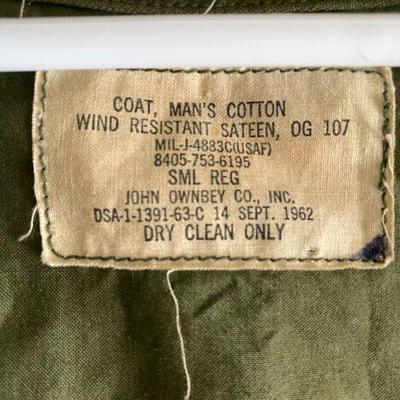 COAT, MAN'S COTTON
WIND RESISTANT SATEEN, OG 107
MIL-J-4883C(USAF)
8405-753-6195
SML REG
JOHN OWNBEY CO., INC.
DSA-1-1391-63-C 14 SEPT. 1962
DRY CLEAN ONLY